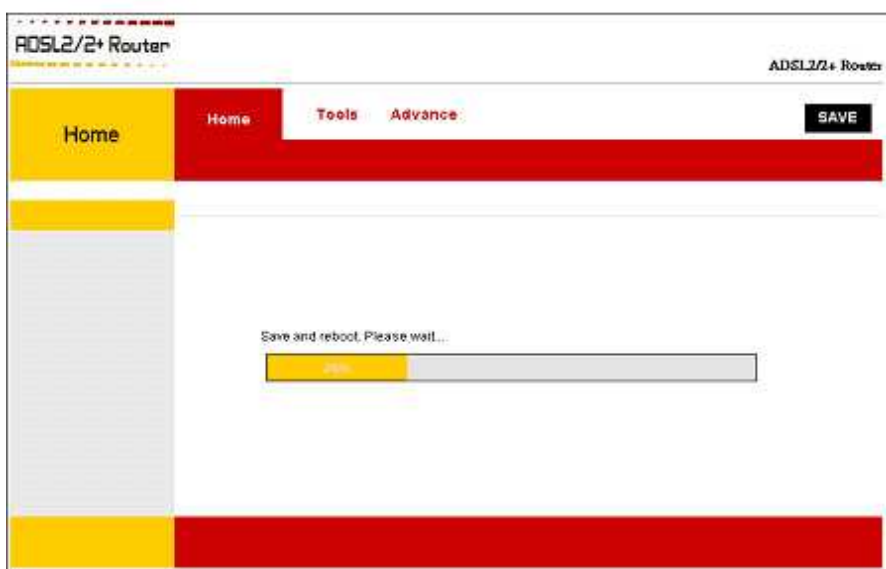 ADSL2/2+ Router
ADSL2/2+ Router
Home
Home
Tools
Advance
SAVE
Save and reboot. Please wait...